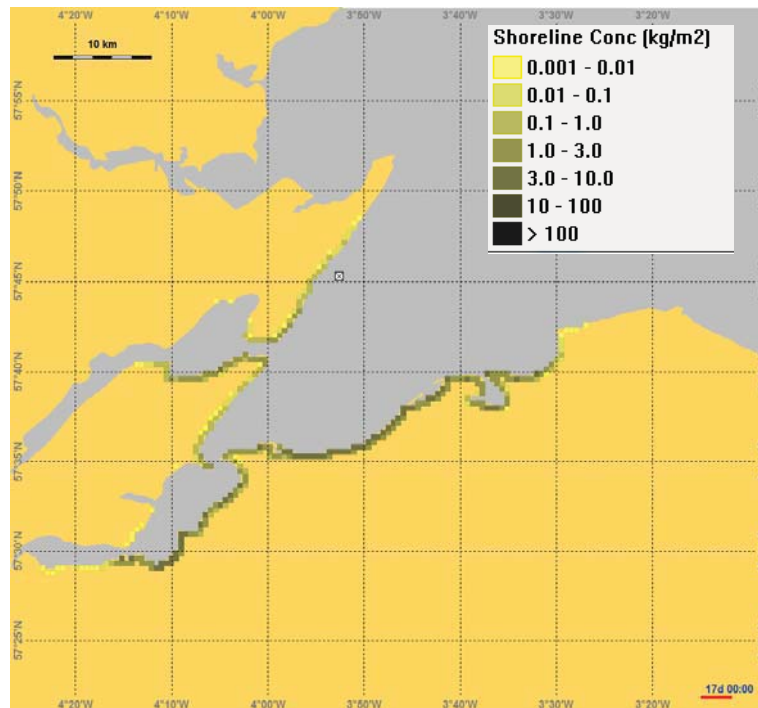 4°20'W 4°10'W 4°00'W 3°50'W 3°40'W 3°30'W 3°20'W
10 km
Shoreline Conc (kg/m2)
0.001 - 0.01
0.01 - 0.1
0.1 - 1.0
1.0 - 3.0
3.0 - 10.0
10 - 100
> 100
57°55'N
57°50'N
57°45'N
57°40'N
57°35'N
57°30'N
57°25'N
17d 00:00
4°20'W 4°10'W 4°00'W 3°50'W 3°40'W 3°30'W 3°20'W